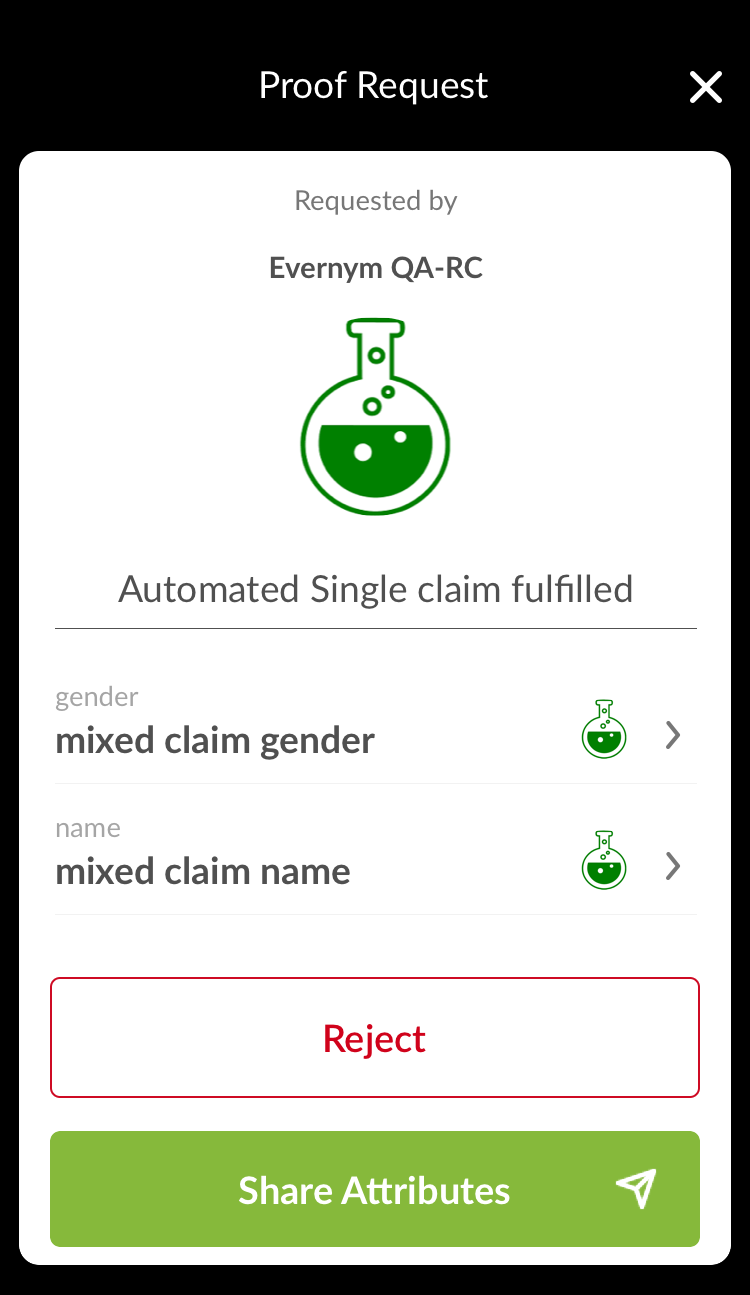 Proof Request
Requested by
Evernym QA-RC
Automated Single claim fulfilled
gender
mixed claim gender
name
mixed claim name
Reject
Share Attributes